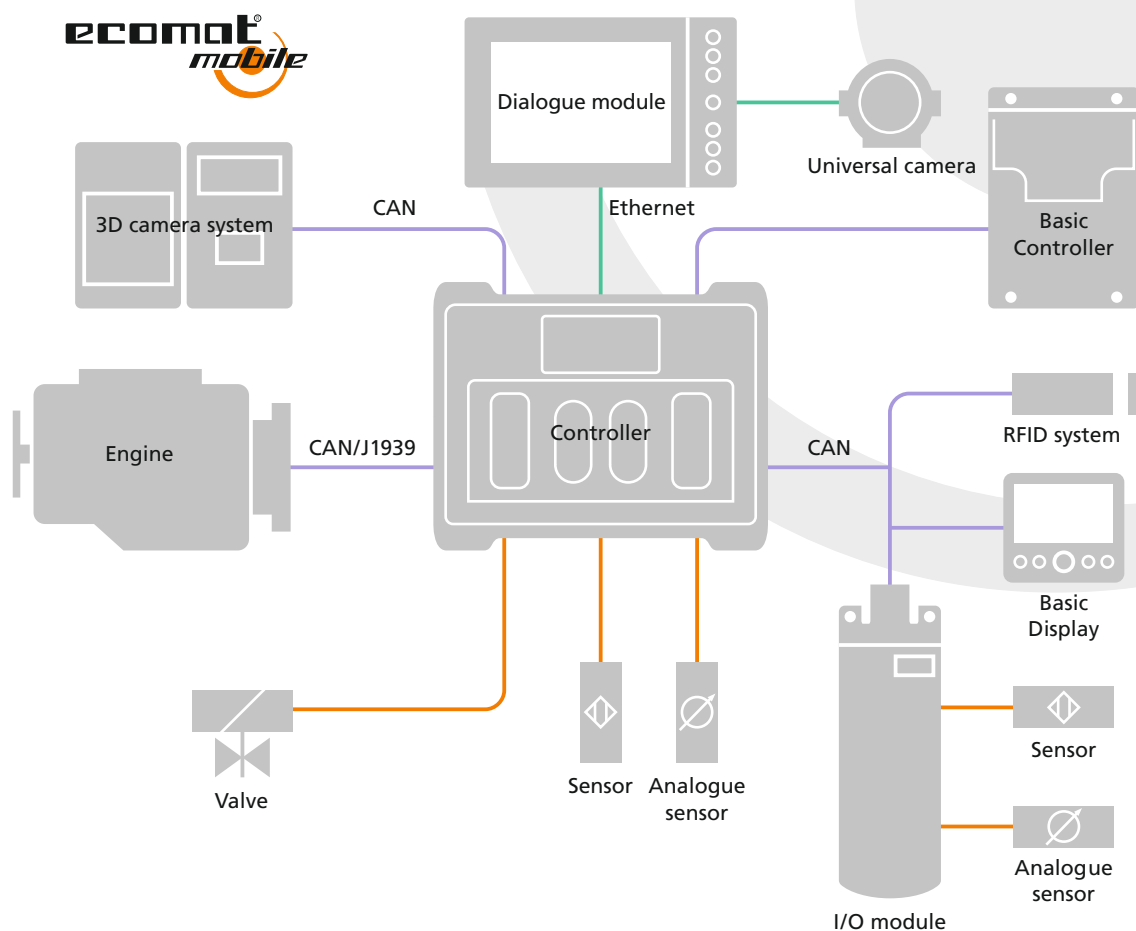 ecomat®
mobile
Dialogue module
Universal camera
CAN
Ethernet
3D camera system
Basic
Controller
Controller
Engine
CAN/J1939
CAN
RFID system
Basic
Display
Valve
Sensor
Analogue
sensor
Sensor
Analogue
sensor
I/O module